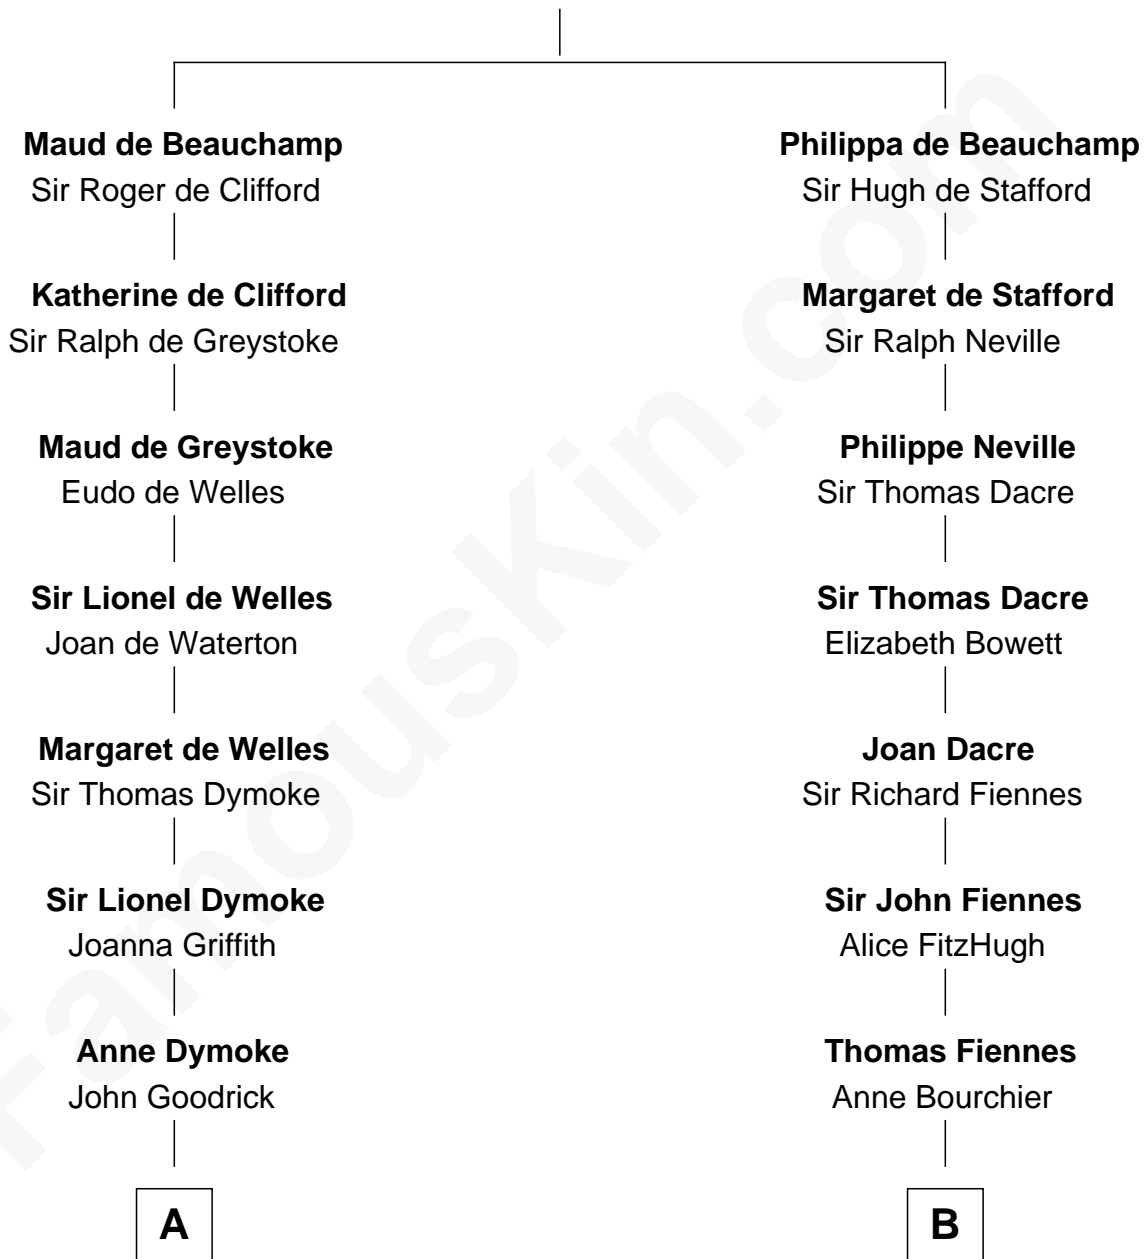 Maud de Beauchamp
Sir Roger de Clifford
Katherine de Clifford
Sir Ralph de Greystoke
Maud de Greystoke
Eudo de Welles
Sir Lionel de Welles
Joan de Waterton
Margaret de Welles
Sir Thomas Dymoke
Sir Lionel Dymoke
Joanna Griffith
Anne Dymoke
John Goodrick
A
Philippa de Beauchamp
Sir Hugh de Stafford
Margaret de Stafford
Sir Ralph Neville
Philippe Neville
Sir Thomas Dacre
Sir Thomas Dacre
Elizabeth Bowett
Joan Dacre
Sir Richard Fiennes
Sir John Fiennes
Alice FitzHugh
Thomas Fiennes
Anne Bourchier
B
FamousKin.com